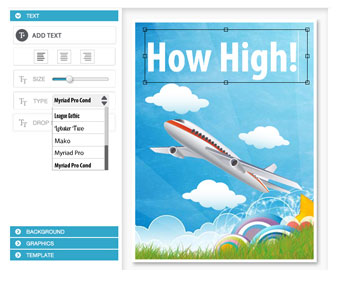 TEXT
ADD TEXT
SIZE
TYPE
Myriad Pro Cond
League Gothic
Lobster Two
Mako
Myriad Pro
Myriad Pro Cond
DROP
BACKGROUND
GRAPHICS
TEMPLATE
How High!